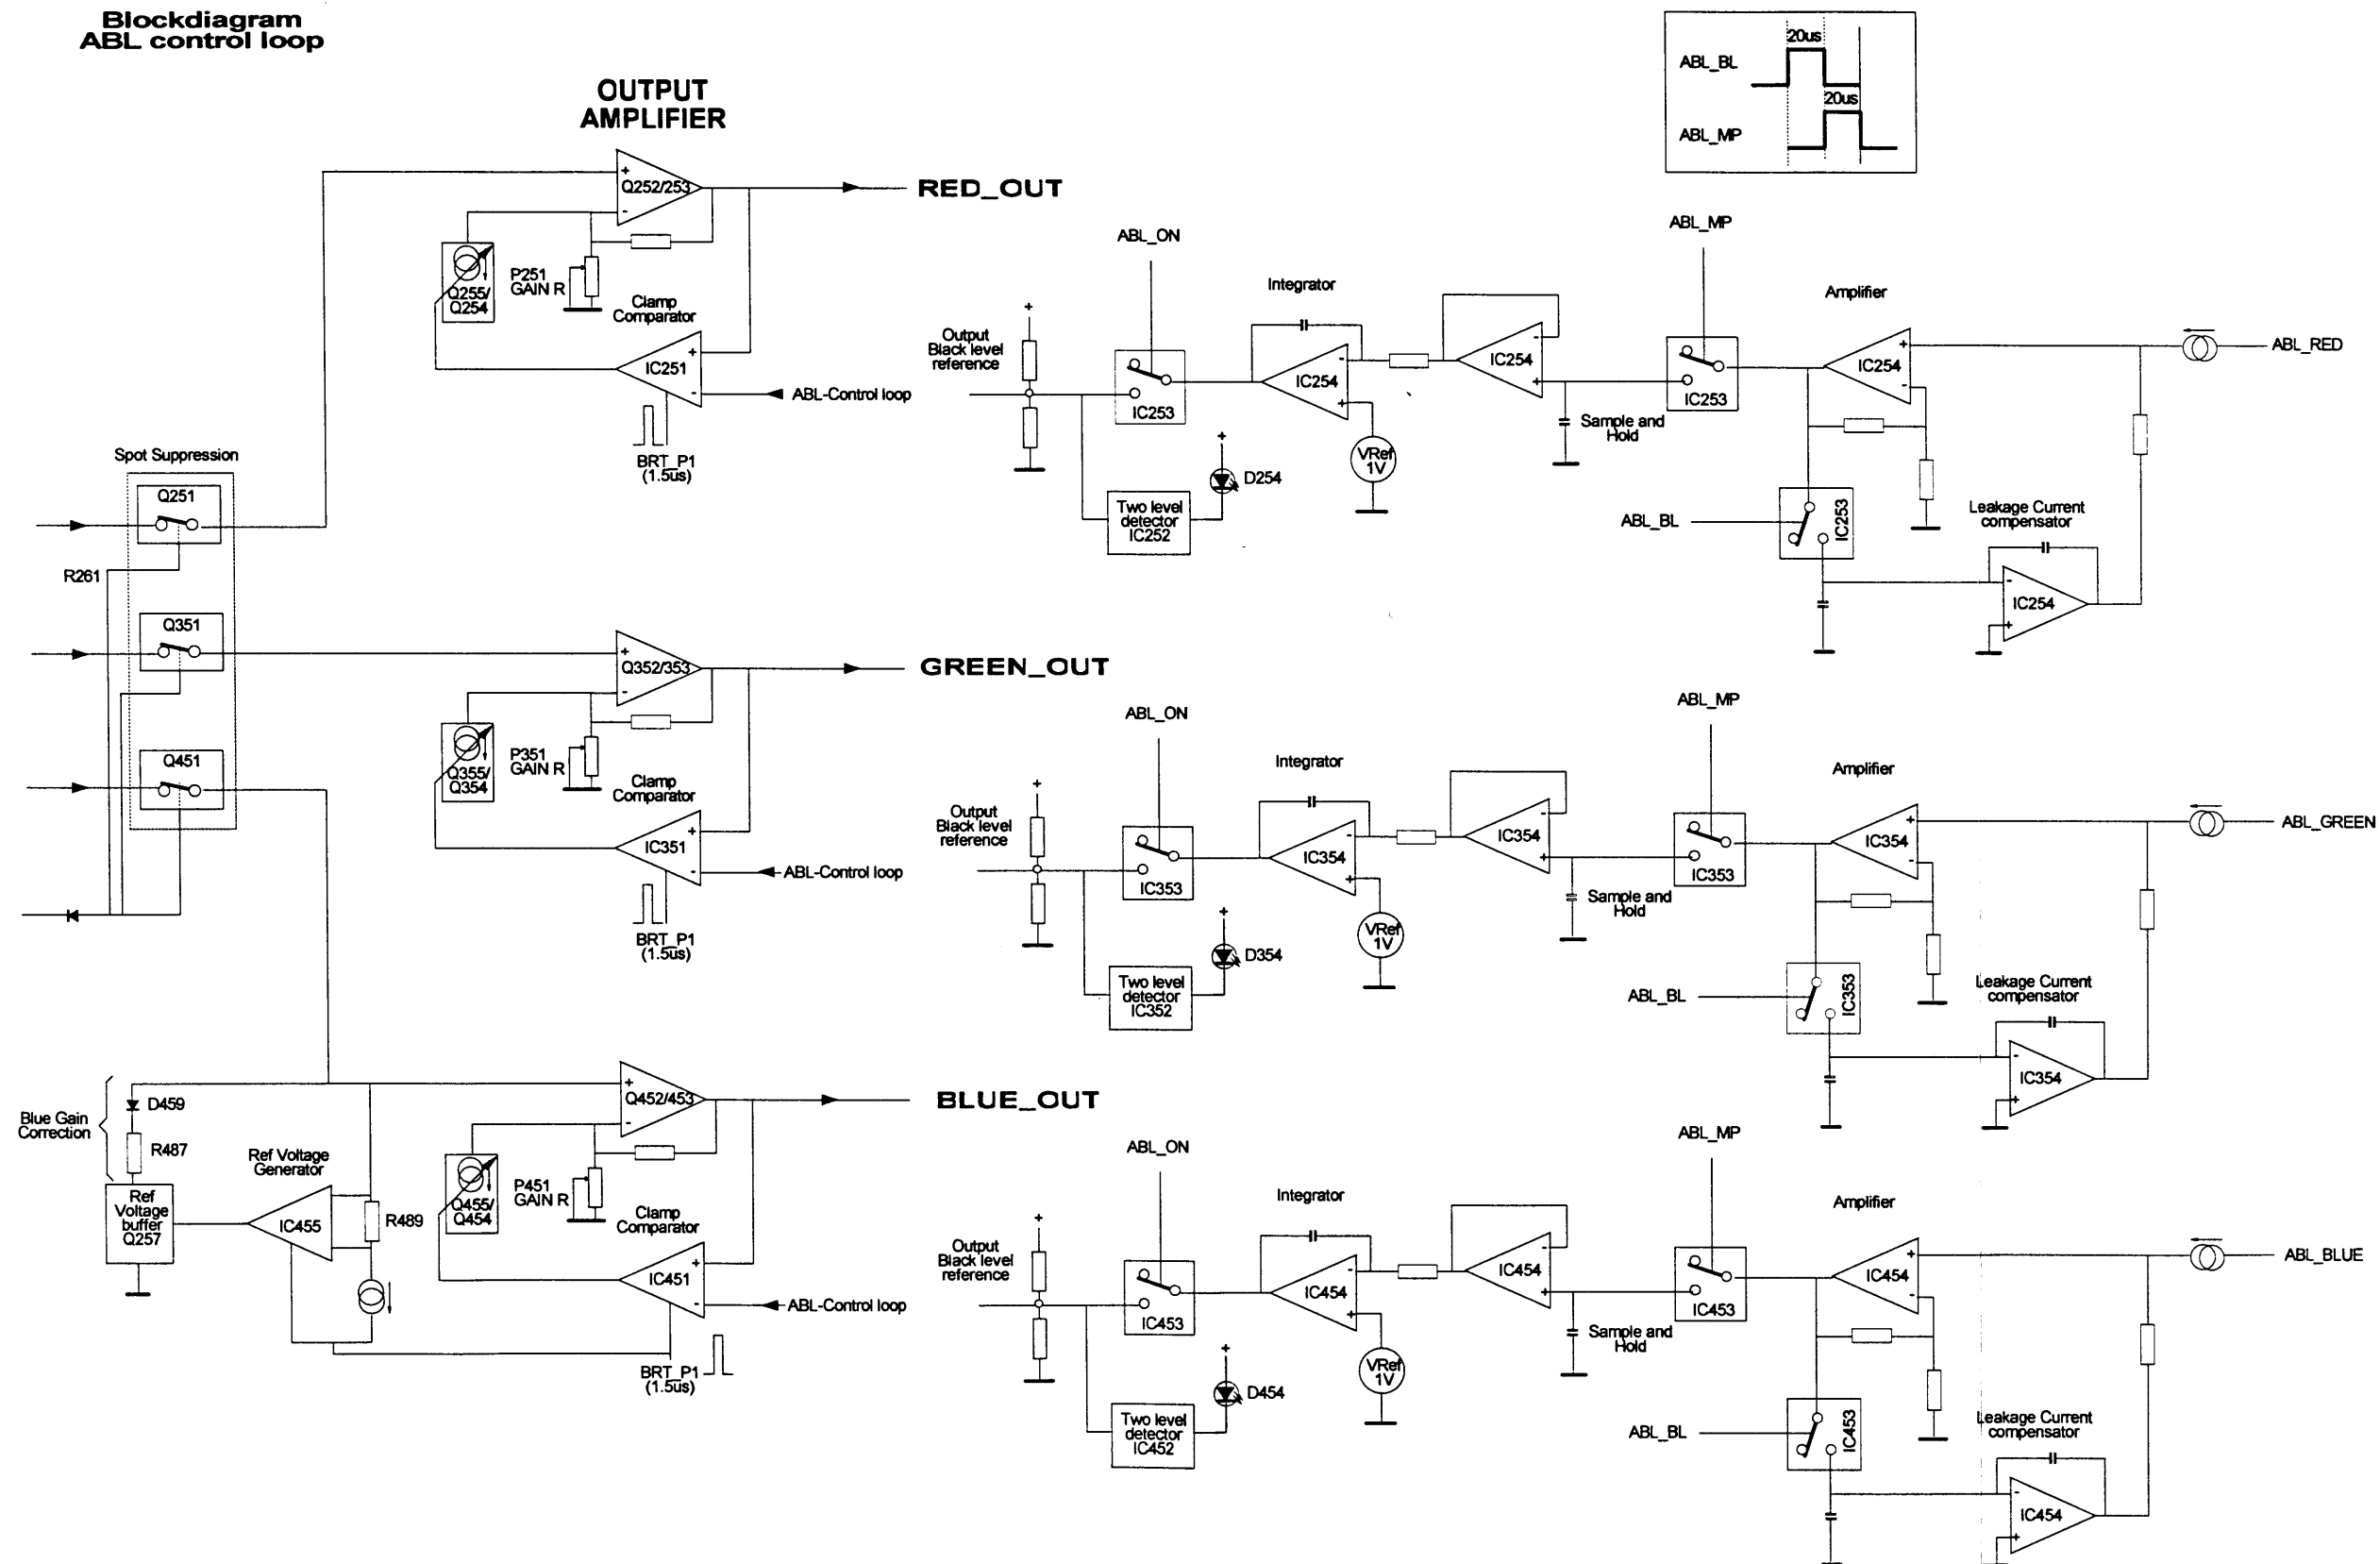 Blockdiagram
ABL control loop
OUTPUT
AMPLIFIER
20us
ABL_BL
20us
ABL_MP
+
Q252/253
-
RED_OUT
Q255/
Q254
P251
GAIN R
Clamp
Comparator
+
IC251
-
ABL-Control loop
BRT_P1
(1.5us)
Output
Black level
reference
+
ABL_ON
IC253
Integrator
-
IC254
+
VRef
1V
+
D254
Two level
detector
IC252
-
IC254
+
Sample and
Hold
ABL_MP
IC253
Amplifier
+
IC254
-
ABL_RED
ABL_BL
IC253
Leakage Current
compensator
-
IC254
+
Spot Suppression
Q251
R261
Q351
Q451
+
Q352/353
-
GREEN_OUT
Q355/
Q354
P351
GAIN R
Clamp
Comparator
+
IC351
-
ABL-Control loop
BRT_P1
(1.5us)
Output
Black level
reference
+
ABL_ON
IC353
Integrator
-
IC354
+
VRef
1V
+
D354
Two level
detector
IC352
-
IC354
+
Sample and
Hold
ABL_MP
IC353
Amplifier
+
IC354
-
ABL_GREEN
ABL_BL
IC353
Leakage Current
compensator
-
IC354
+
Blue Gain
Correction
D459
R487
Ref
Voltage
buffer
Q257
Ref Voltage
Generator
IC455
R489
+
Q452/453
-
BLUE_OUT
Q455/
Q454
P451
GAIN R
Clamp
Comparator
+
IC451
-
ABL-Control loop
BRT_P1
(1.5us)
Output
Black level
reference
+
ABL_ON
IC453
Integrator
-
IC454
+
VRef
1V
+
D454
Two level
detector
IC452
-
IC454
+
Sample and
Hold
ABL_MP
IC453
Amplifier
+
IC454
-
ABL_BLUE
ABL_BL
IC453
Leakage Current
compensator
-
IC454
+